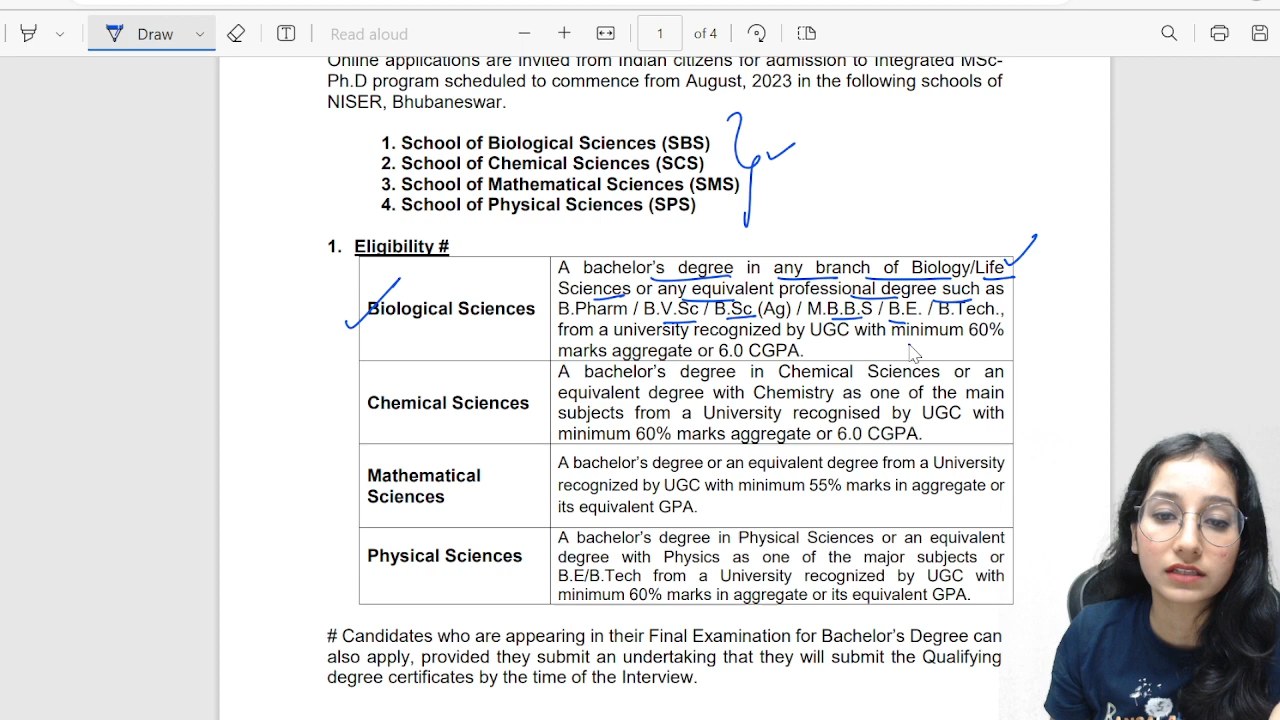 Draw
Read aloud
1
of 4
Online applications are invited from Indian citizens for admission to Integrated MSc-
Ph.D program scheduled to commence from August, 2023 in the following schools of
NISER, Bhubaneswar.
1. School of Biological Sciences (SBS)
2. School of Chemical Sciences (SCS)
3. School of Mathematical Sciences (SMS)
4. School of Physical Sciences (SPS)
1. Eligibility #
Biological Sciences
A bachelor's degree in any branch of Biology/Life
Sciences or any equivalent professional degree such as
B.Pharm / B.V.Sc / B.Sc (Ag) / M.B.B.S / B.E. / B.Tech.,
from a university recognized by UGC with minimum 60%
marks aggregate or 6.0 CGPA.
Chemical Sciences
A bachelor's degree in Chemical Sciences or an
equivalent degree with Chemistry as one of the main
subjects from a University recognised by UGC with
minimum 60% marks aggregate or 6.0 CGPA.
Mathematical
Sciences
A bachelor's degree or an equivalent degree from a University
recognized by UGC with minimum 55% marks in aggregate or
its equivalent GPA.
Physical Sciences
A bachelor's degree in Physical Sciences or an equivalent
degree with Physics as one of the major subjects or
B.E/B.Tech from a University recognized by UGC with
minimum 60% marks in aggregate or its equivalent GPA.
# Candidates who are appearing in their Final Examination for Bachelor's Degree can
also apply, provided they submit an undertaking that they will submit the Qualifying
degree certificates by the time of the Interview.